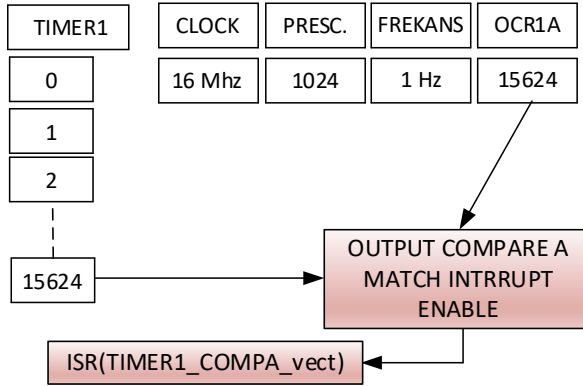 TIMER1
CLOCK PRESC. FREKANS OCR1A
0
16 Mhz 1024 1 Hz 15624
1
2
15624
OUTPUT COMPARE A
MATCH INTRRUPT
ENABLE
ISR(TIMER1_COMPA_vect)